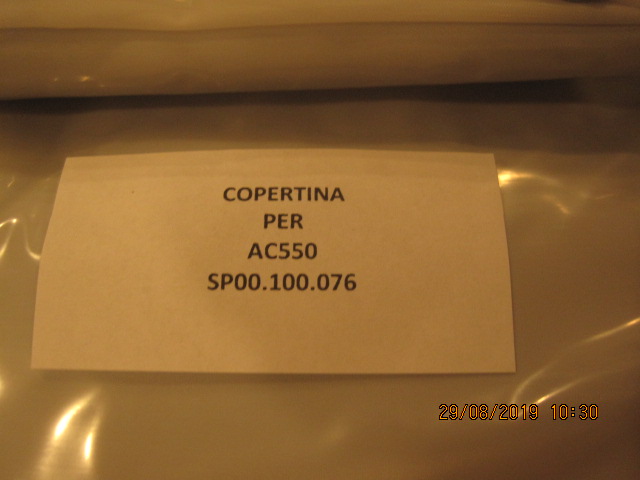 COPERTINA
PER
AC550
SP00.100.076
29/08/2019 10:30